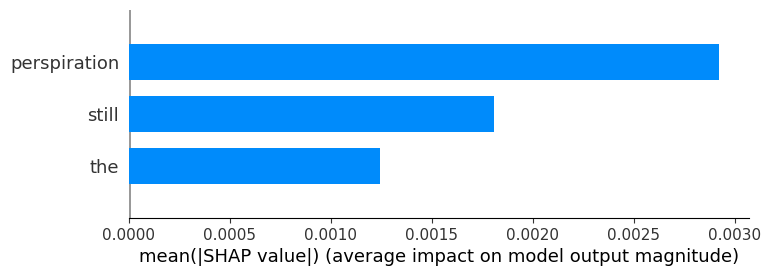 perspiration
still
the
0.0000 0.0005 0.0010 0.0015 0.0020 0.0025 0.0030
mean(|SHAP value|) (average impact on model output magnitude)